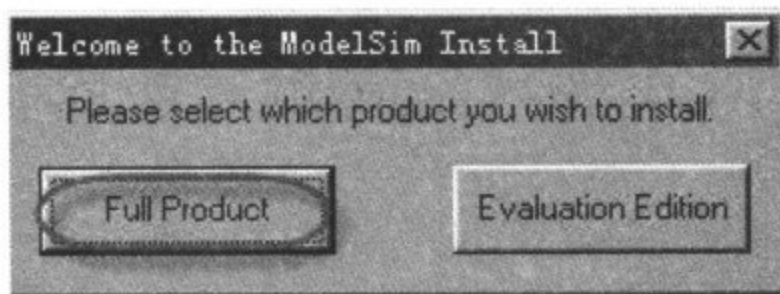 Welcome to the ModelSim Install
Please select which product you wish to install.
Full Product
Evaluation Edition